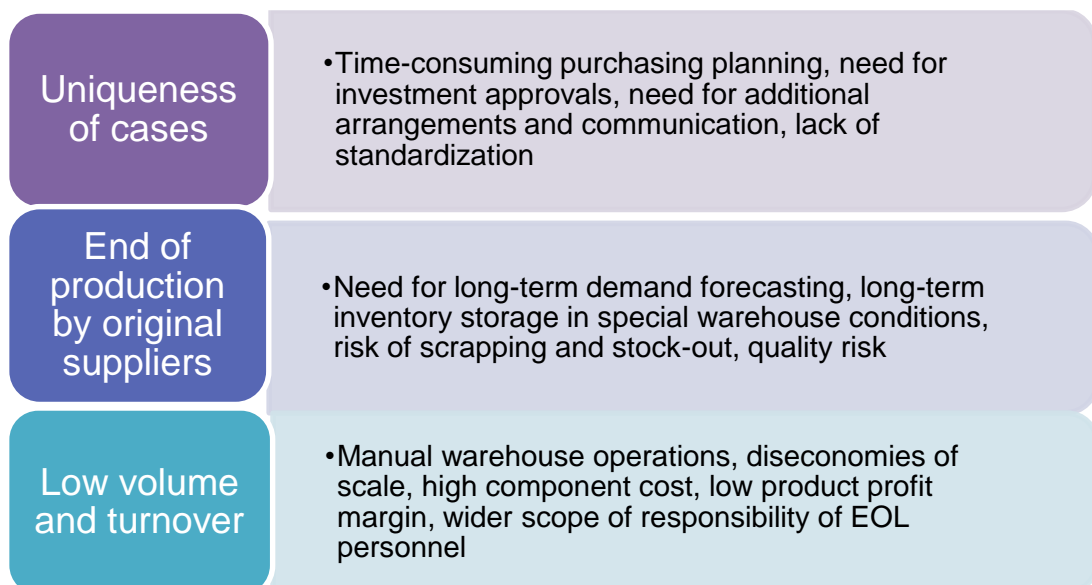 Uniqueness
of cases
•Time-consuming purchasing planning, need for
investment approvals, need for additional
arrangements and communication, lack of
standardization
End of
production
by original
suppliers
•Need for long-term demand forecasting, long-term
inventory storage in special warehouse conditions,
risk of scrapping and stock-out, quality risk
Low volume
and turnover
•Manual warehouse operations, diseconomies of
scale, high component cost, low product profit
margin, wider scope of responsibility of EOL
personnel